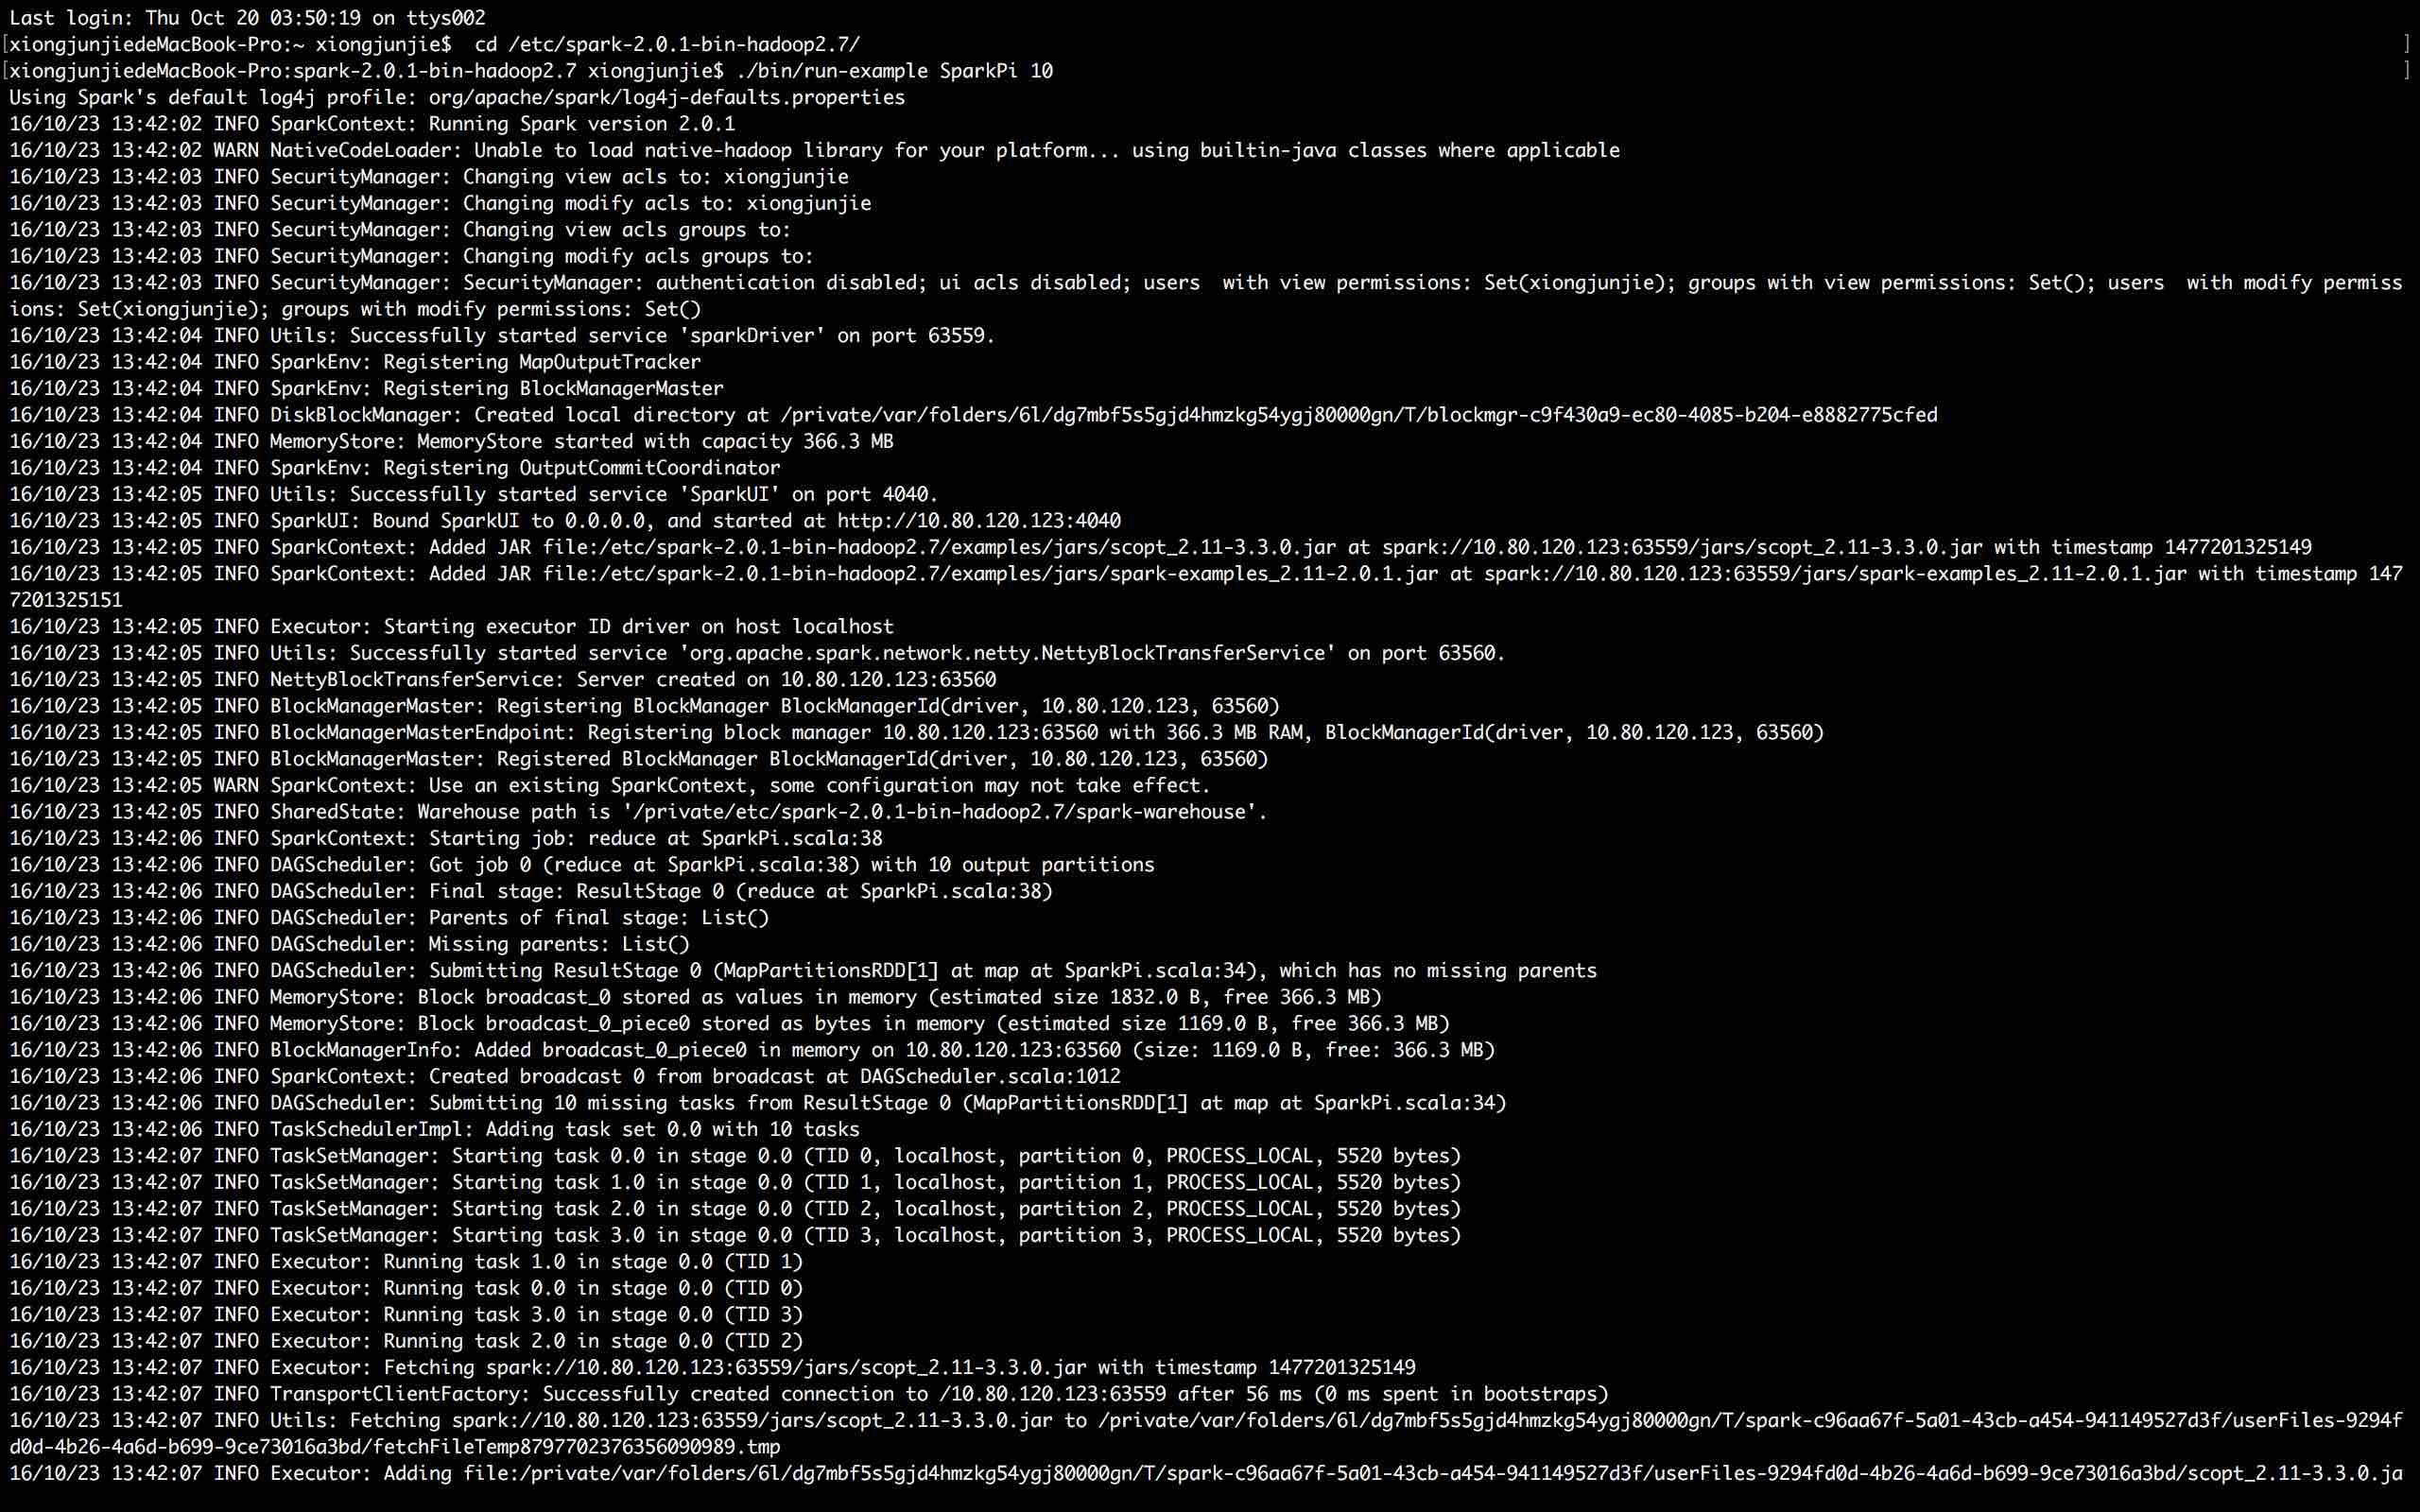 Last login: Thu Oct 20 03:50:19 on ttys002
[xiongjunjiedeMacBook-Pro:~ xiongjunjie$  cd /etc/spark-2.0.1-bin-hadoop2.7/ ]
[xiongjunjiedeMacBook-Pro:spark-2.0.1-bin-hadoop2.7 xiongjunjie$ ./bin/run-example SparkPi 10 ]
Using Spark's default log4j profile: org/apache/spark/log4j-defaults.properties
16/10/23 13:42:02 INFO SparkContext: Running Spark version 2.0.1
16/10/23 13:42:02 WARN NativeCodeLoader: Unable to load native-hadoop library for your platform... using builtin-java classes where applicable
16/10/23 13:42:03 INFO SecurityManager: Changing view acls to: xiongjunjie
16/10/23 13:42:03 INFO SecurityManager: Changing modify acls to: xiongjunjie
16/10/23 13:42:03 INFO SecurityManager: Changing view acls groups to:
16/10/23 13:42:03 INFO SecurityManager: Changing modify acls groups to:
16/10/23 13:42:03 INFO SecurityManager: SecurityManager: authentication disabled; ui acls disabled; users  with view permissions: Set(xiongjunjie); groups with view permissions: Set(); users  with modify permiss
ions: Set(xiongjunjie); groups with modify permissions: Set()
16/10/23 13:42:04 INFO Utils: Successfully started service 'sparkDriver' on port 63559.
16/10/23 13:42:04 INFO SparkEnv: Registering MapOutputTracker
16/10/23 13:42:04 INFO SparkEnv: Registering BlockManagerMaster
16/10/23 13:42:04 INFO DiskBlockManager: Created local directory at /private/var/folders/6l/dg7mbf5s5gjd4hmzkg54ygj80000gn/T/blockmgr-c9f430a9-ec80-4085-b204-e8882775cfed
16/10/23 13:42:04 INFO MemoryStore: MemoryStore started with capacity 366.3 MB
16/10/23 13:42:04 INFO SparkEnv: Registering OutputCommitCoordinator
16/10/23 13:42:05 INFO Utils: Successfully started service 'SparkUI' on port 4040.
16/10/23 13:42:05 INFO SparkUI: Bound SparkUI to 0.0.0.0, and started at http://10.80.120.123:4040
16/10/23 13:42:05 INFO SparkContext: Added JAR file:/etc/spark-2.0.1-bin-hadoop2.7/examples/jars/scopt_2.11-3.3.0.jar at spark://10.80.120.123:63559/jars/scopt_2.11-3.3.0.jar with timestamp 1477201325149
16/10/23 13:42:05 INFO SparkContext: Added JAR file:/etc/spark-2.0.1-bin-hadoop2.7/examples/jars/spark-examples_2.11-2.0.1.jar at spark://10.80.120.123:63559/jars/spark-examples_2.11-2.0.1.jar with timestamp 147
7201325151
16/10/23 13:42:05 INFO Executor: Starting executor ID driver on host localhost
16/10/23 13:42:05 INFO Utils: Successfully started service 'org.apache.spark.network.netty.NettyBlockTransferService' on port 63560.
16/10/23 13:42:05 INFO NettyBlockTransferService: Server created on 10.80.120.123:63560
16/10/23 13:42:05 INFO BlockManagerMaster: Registering BlockManager BlockManagerId(driver, 10.80.120.123, 63560)
16/10/23 13:42:05 INFO BlockManagerMasterEndpoint: Registering block manager 10.80.120.123:63560 with 366.3 MB RAM, BlockManagerId(driver, 10.80.120.123, 63560)
16/10/23 13:42:05 INFO BlockManagerMaster: Registered BlockManager BlockManagerId(driver, 10.80.120.123, 63560)
16/10/23 13:42:05 WARN SparkContext: Use an existing SparkContext, some configuration may not take effect.
16/10/23 13:42:05 INFO SharedState: Warehouse path is '/private/etc/spark-2.0.1-bin-hadoop2.7/spark-warehouse'.
16/10/23 13:42:06 INFO SparkContext: Starting job: reduce at SparkPi.scala:38
16/10/23 13:42:06 INFO DAGScheduler: Got job 0 (reduce at SparkPi.scala:38) with 10 output partitions
16/10/23 13:42:06 INFO DAGScheduler: Final stage: ResultStage 0 (reduce at SparkPi.scala:38)
16/10/23 13:42:06 INFO DAGScheduler: Parents of final stage: List()
16/10/23 13:42:06 INFO DAGScheduler: Missing parents: List()
16/10/23 13:42:06 INFO DAGScheduler: Submitting ResultStage 0 (MapPartitionsRDD[1] at map at SparkPi.scala:34), which has no missing parents
16/10/23 13:42:06 INFO MemoryStore: Block broadcast_0 stored as values in memory (estimated size 1832.0 B, free 366.3 MB)
16/10/23 13:42:06 INFO MemoryStore: Block broadcast_0_piece0 stored as bytes in memory (estimated size 1169.0 B, free 366.3 MB)
16/10/23 13:42:06 INFO BlockManagerInfo: Added broadcast_0_piece0 in memory on 10.80.120.123:63560 (size: 1169.0 B, free: 366.3 MB)
16/10/23 13:42:06 INFO SparkContext: Created broadcast 0 from broadcast at DAGScheduler.scala:1012
16/10/23 13:42:06 INFO DAGScheduler: Submitting 10 missing tasks from ResultStage 0 (MapPartitionsRDD[1] at map at SparkPi.scala:34)
16/10/23 13:42:06 INFO TaskSchedulerImpl: Adding task set 0.0 with 10 tasks
16/10/23 13:42:07 INFO TaskSetManager: Starting task 0.0 in stage 0.0 (TID 0, localhost, partition 0, PROCESS_LOCAL, 5520 bytes)
16/10/23 13:42:07 INFO TaskSetManager: Starting task 1.0 in stage 0.0 (TID 1, localhost, partition 1, PROCESS_LOCAL, 5520 bytes)
16/10/23 13:42:07 INFO TaskSetManager: Starting task 2.0 in stage 0.0 (TID 2, localhost, partition 2, PROCESS_LOCAL, 5520 bytes)
16/10/23 13:42:07 INFO TaskSetManager: Starting task 3.0 in stage 0.0 (TID 3, localhost, partition 3, PROCESS_LOCAL, 5520 bytes)
16/10/23 13:42:07 INFO Executor: Running task 1.0 in stage 0.0 (TID 1)
16/10/23 13:42:07 INFO Executor: Running task 0.0 in stage 0.0 (TID 0)
16/10/23 13:42:07 INFO Executor: Running task 3.0 in stage 0.0 (TID 3)
16/10/23 13:42:07 INFO Executor: Running task 2.0 in stage 0.0 (TID 2)
16/10/23 13:42:07 INFO Executor: Fetching spark://10.80.120.123:63559/jars/scopt_2.11-3.3.0.jar with timestamp 1477201325149
16/10/23 13:42:07 INFO TransportClientFactory: Successfully created connection to /10.80.120.123:63559 after 56 ms (0 ms spent in bootstraps)
16/10/23 13:42:07 INFO Utils: Fetching spark://10.80.120.123:63559/jars/scopt_2.11-3.3.0.jar to /private/var/folders/6l/dg7mbf5s5gjd4hmzkg54ygj80000gn/T/spark-c96aa67f-5a01-43cb-a454-941149527d3f/userFiles-9294f
d0d-4b26-4a6d-b699-9ce73016a3bd/fetchFileTemp8797702376356090989.tmp
16/10/23 13:42:07 INFO Executor: Adding file:/private/var/folders/6l/dg7mbf5s5gjd4hmzkg54ygj80000gn/T/spark-c96aa67f-5a01-43cb-a454-941149527d3f/userFiles-9294fd0d-4b26-4a6d-b699-9ce73016a3bd/scopt_2.11-3.3.0.ja